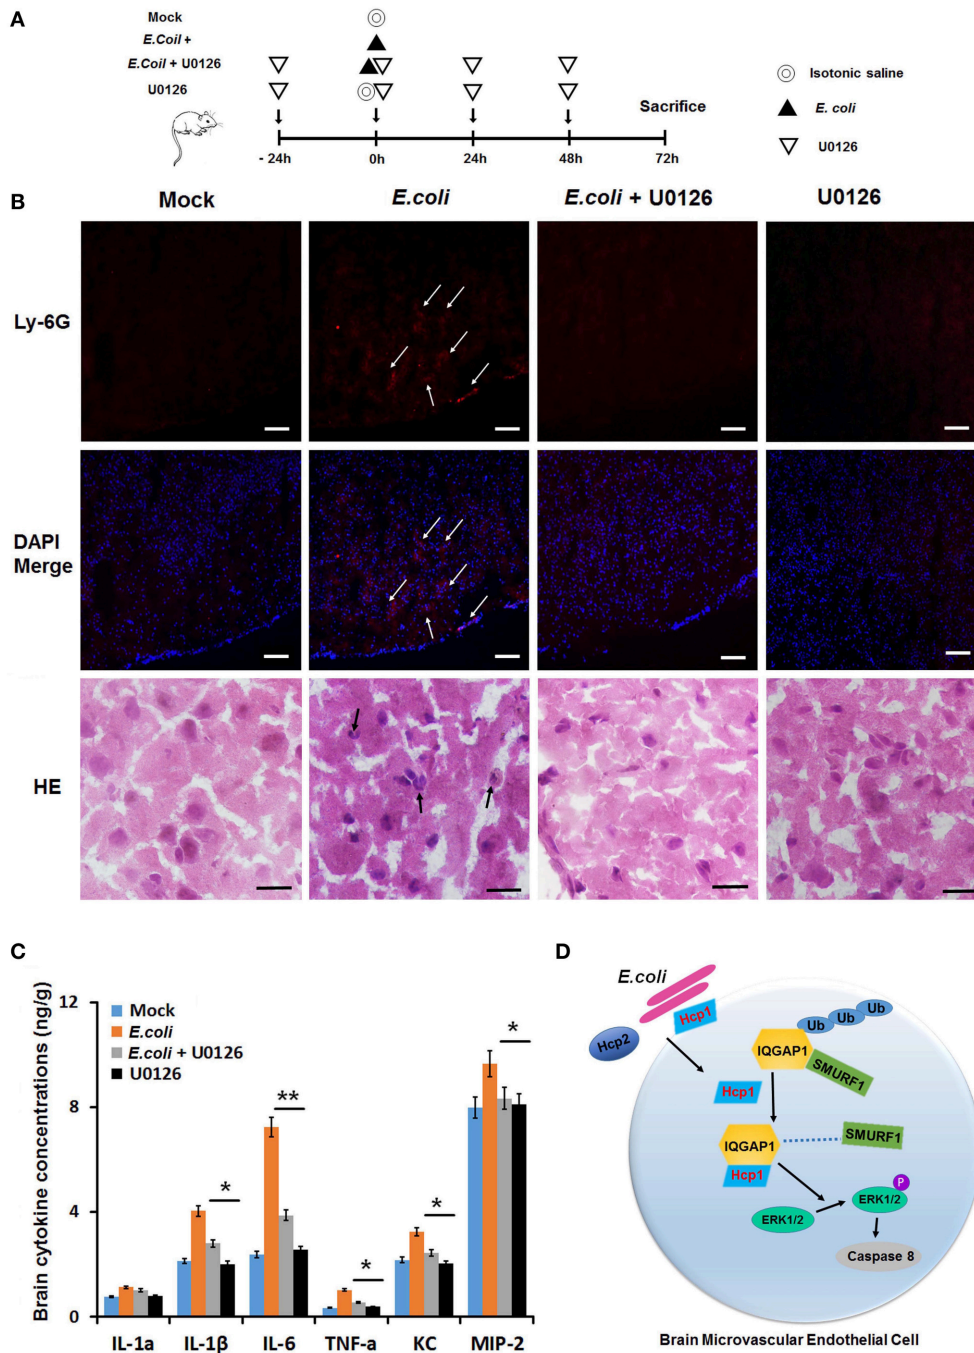 A
Mock
E.Coil +
E.Coil + U0126
U0126
Isotonic saline
E. coli
U0126
Sacrifice
- 24h 0h 24h 48h 72h
B
Mock E.coli E.coli + U0126 U0126
Ly-6G
DAPI
Merge
HE
C
Brain cytokine concentrations (ng/g)
12
8
4
0
Mock
E.coli
E.coli + U0126
U0126
*
**
*
*
*
IL-1a IL-1β IL-6 TNF-a KC MIP-2
D
E.coli
Hcp1
Hcp2
Ub Ub Ub
IQGAP1
SMURF1
Hcp1
IQGAP1
Hcp1
SMURF1
P
ERK1/2
ERK1/2
Caspase 8
Brain Microvascular Endothelial Cell